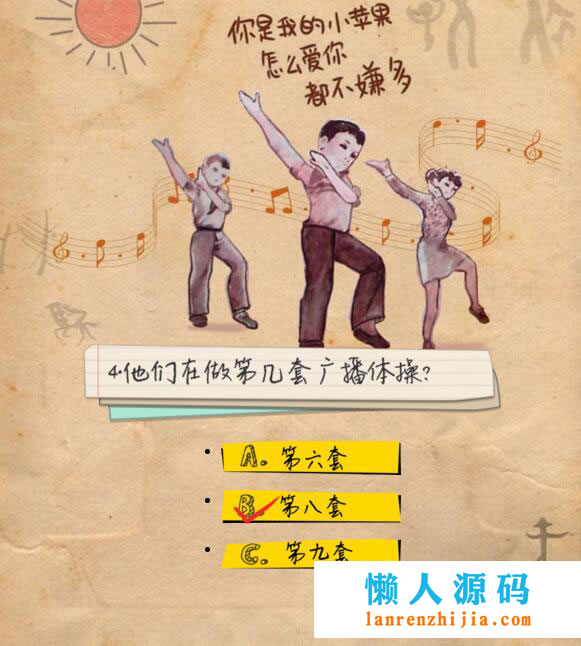 你是我的小苹果
怎么爱你
都不嫌多
4.他们在做第几套广播体操?
A. 第六套
B. 第八套
C. 第九套
懒人源码
lanrenzhijia.com